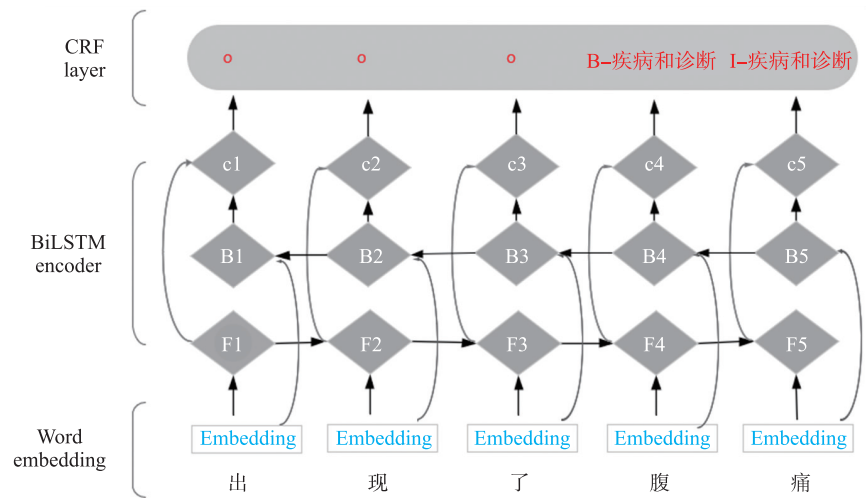 CRF
layer
o o o B–疾病和诊断 I–疾病和诊断
BiLSTM
encoder
c1 c2 c3 c4 c5
B1 B2 B3 B4 B5
F1 F2 F3 F4 F5
Word
embedding
Embedding Embedding Embedding Embedding Embedding
出 现 了 腹 痛